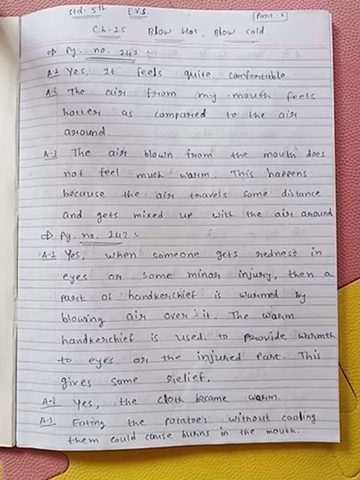 Std. 5th E.V.S. Part-1
Ch-15 Blow Hot, Blow cold
⇒ Pg. no. 141 :-
A-1 Yes, It feels quite comfortable
A-2 The air from my mouth feels
hotter as compared to the air
around.
A-3 The air blown from the mouth does
not feel much warm. This happens
because the air travels some distance
and gets mixed up with the air around
⇒ Pg. no. 142 :-
A-1 Yes, when someone gets redness in
eyes or some minor injury, then a
part of handkerchief is warmed by
blowing air over it. The warm
handkerchief is used to provide warmth
to eyes or the injured part. This
gives some relief.
A-2 Yes, the cloth became warm.
A-1 Eating the potatoes without cooling
them could cause burns in the mouth.